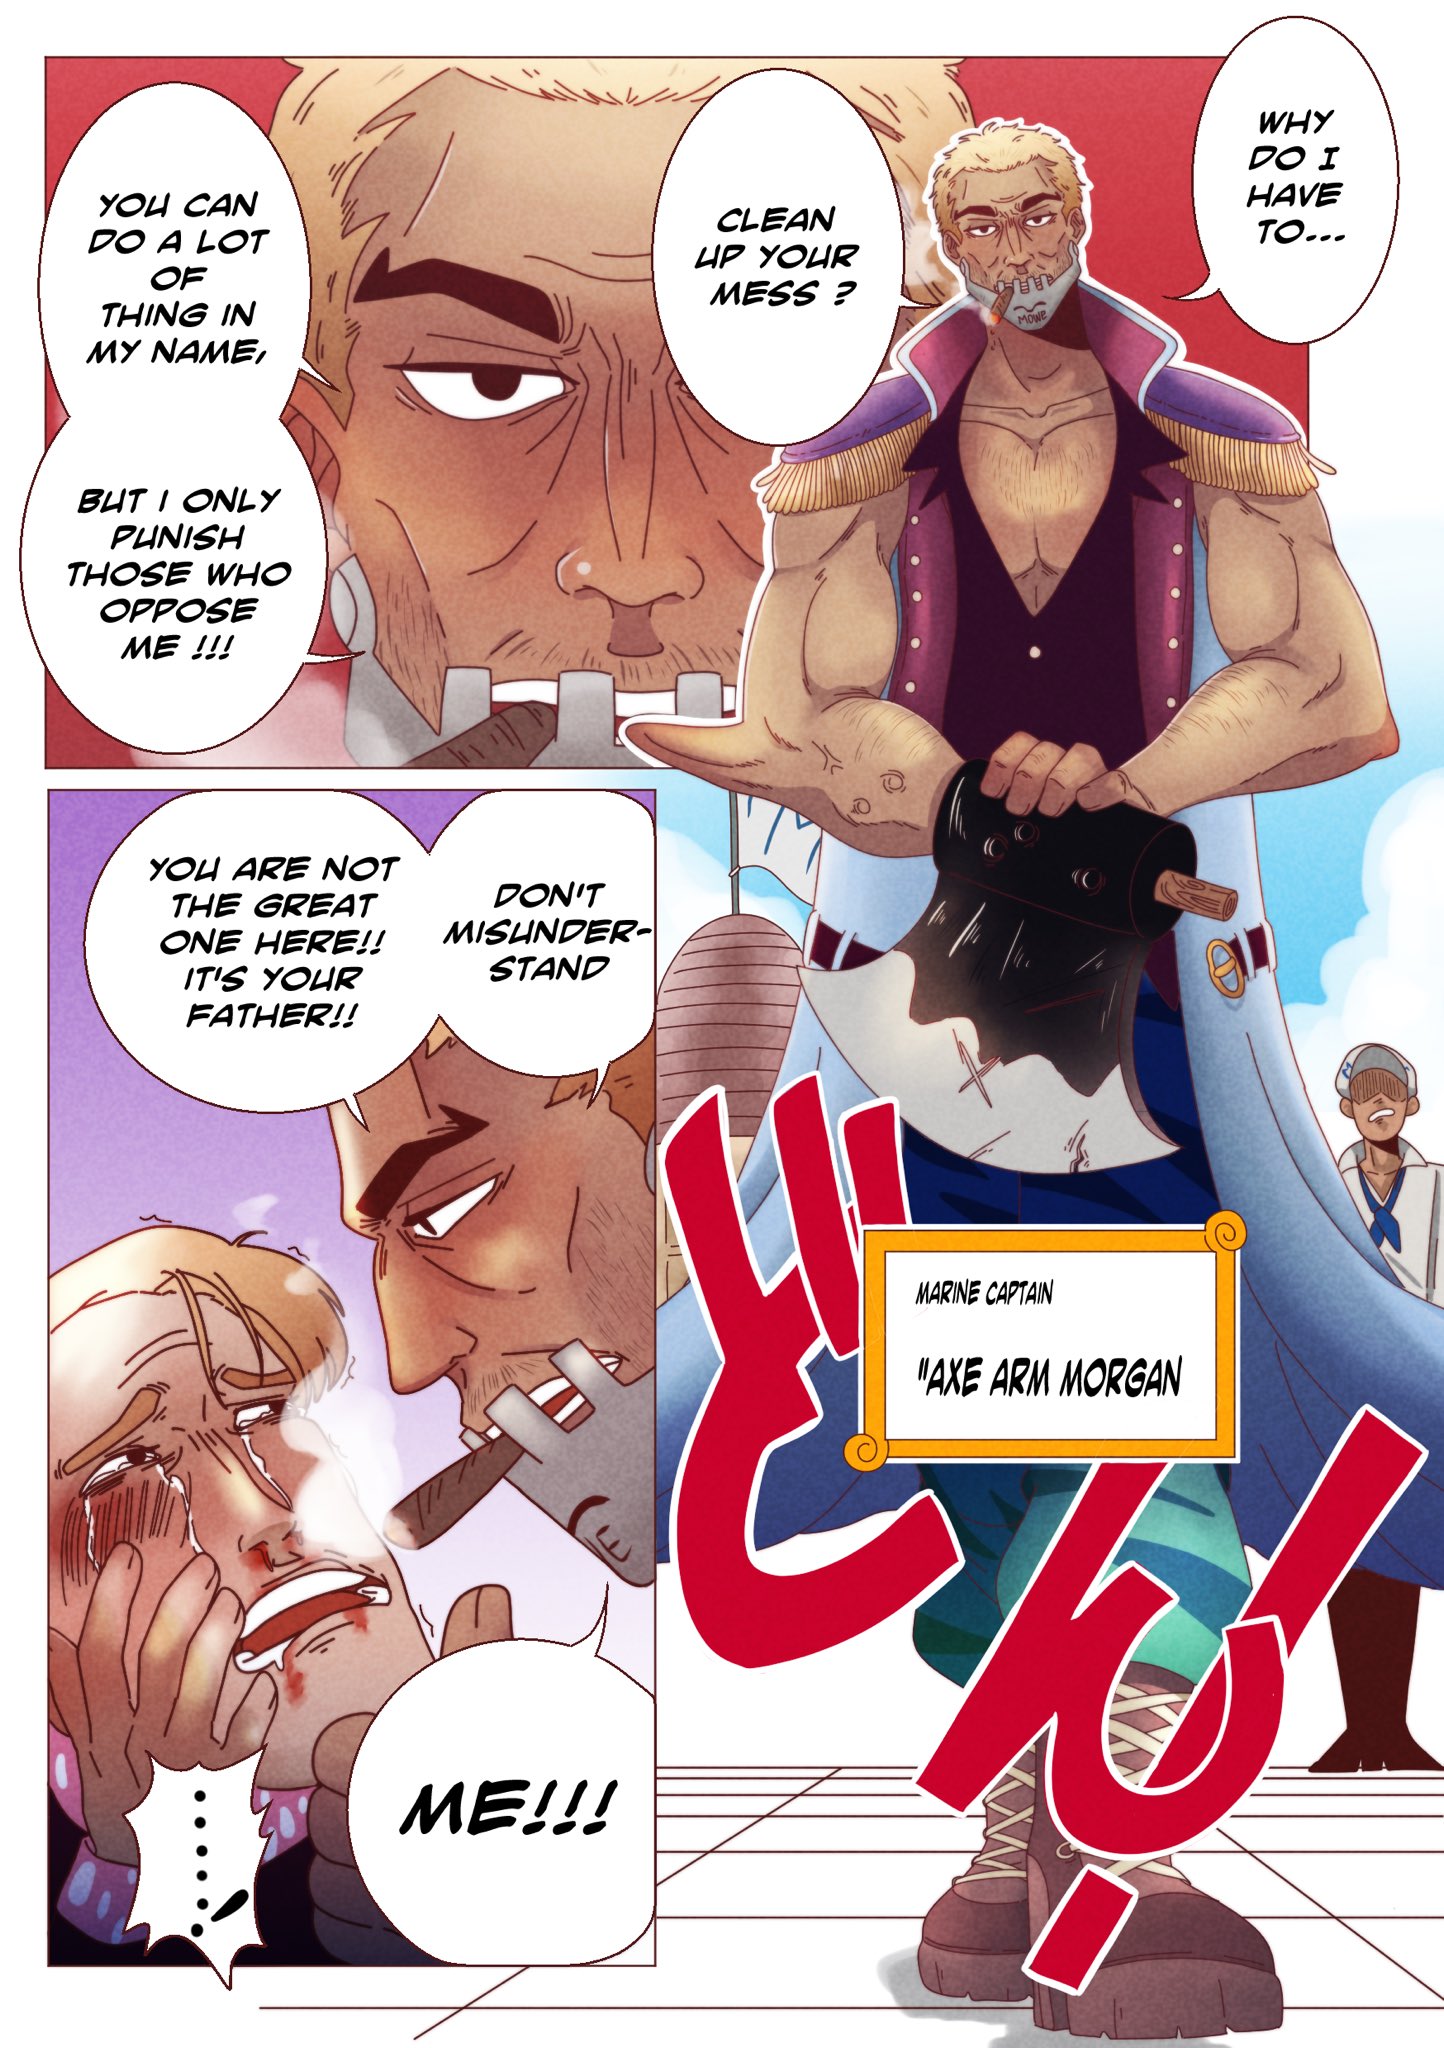 WHY
DO I
HAVE
TO...
CLEAN
UP YOUR
MESS ?
MOWE
YOU CAN
DO A LOT
OF
THING IN
MY NAME,
BUT I ONLY
PUNISH
THOSE WHO
OPPOSE
ME !!!
DON'T
MISUNDER-
STAND
YOU ARE NOT
THE GREAT
ONE HERE!!
IT'S YOUR
FATHER!!
ME!!!
.......!
MARINE CAPTAIN
"AXE ARM MORGAN
ドん!